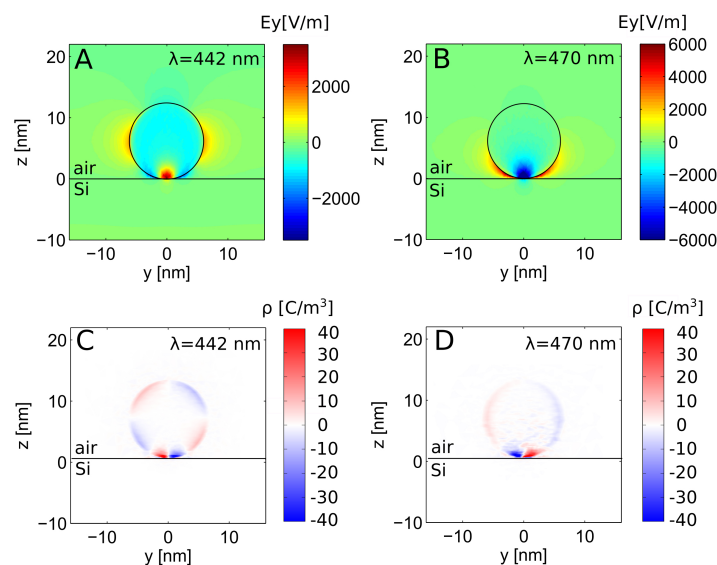 Ey[V/m]
Ey[V/m]
A
λ=442 nm
B
λ=470 nm
20
10
0
−10
z [nm]
air
Si
−10
0
10
y [nm]
2000
0
−2000
20
10
0
−10
z [nm]
air
Si
−10
0
10
y [nm]
6000
4000
2000
0
−2000
−4000
−6000
ρ [C/m³]
ρ [C/m³]
C
λ=442 nm
D
λ=470 nm
20
10
0
−10
z [nm]
air
Si
−10
0
10
y [nm]
40
30
20
10
0
-10
-20
-30
-40
20
10
0
−10
z [nm]
air
Si
−10
0
10
y [nm]
40
30
20
10
0
-10
-20
-30
-40